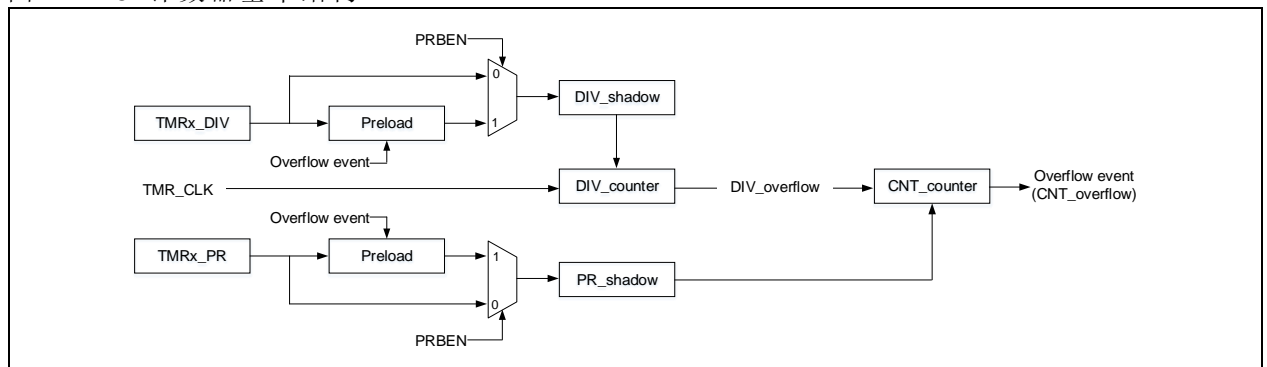 PRBEN
0
DIV_shadow
TMRx_DIV
Preload
1
Overflow event
TMR_CLK
DIV_counter
DIV_overflow
CNT_counter
Overflow event
(CNT_overflow)
Overflow event
TMRx_PR
Preload
1
PR_shadow
0
PRBEN